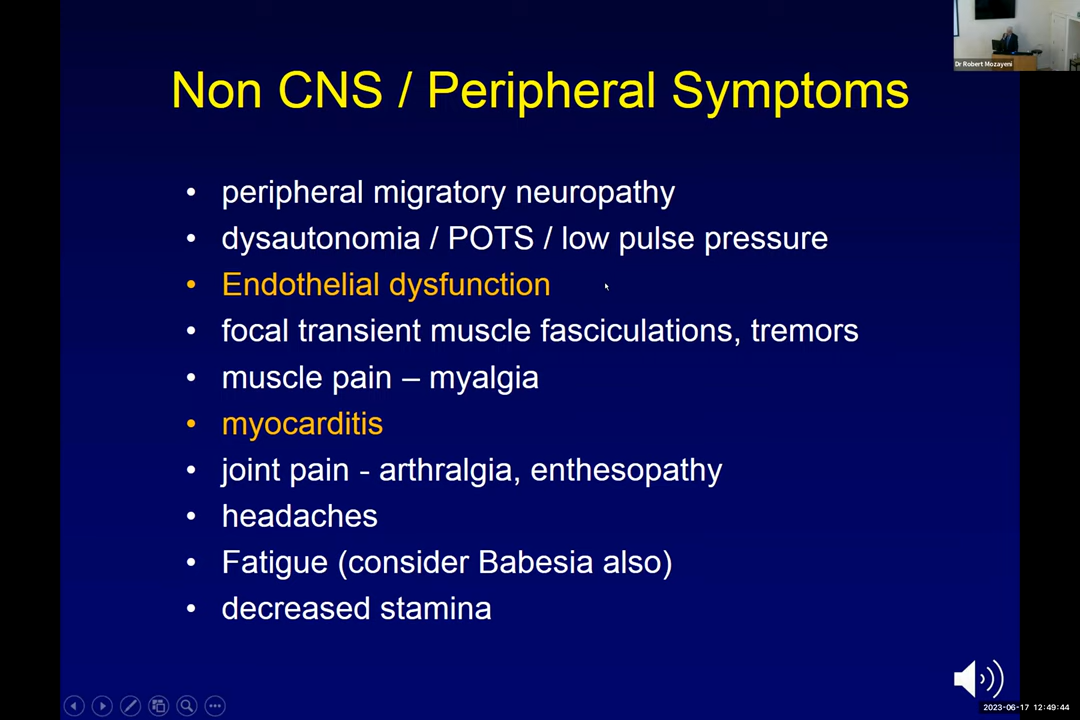 Dr Robert Mozayeni
Non CNS / Peripheral Symptoms
• peripheral migratory neuropathy
• dysautonomia / POTS / low pulse pressure
• Endothelial dysfunction
• focal transient muscle fasciculations, tremors
• muscle pain – myalgia
• myocarditis
• joint pain - arthralgia, enthesopathy
• headaches
• Fatigue (consider Babesia also)
• decreased stamina
2023-06-17 12:49:44